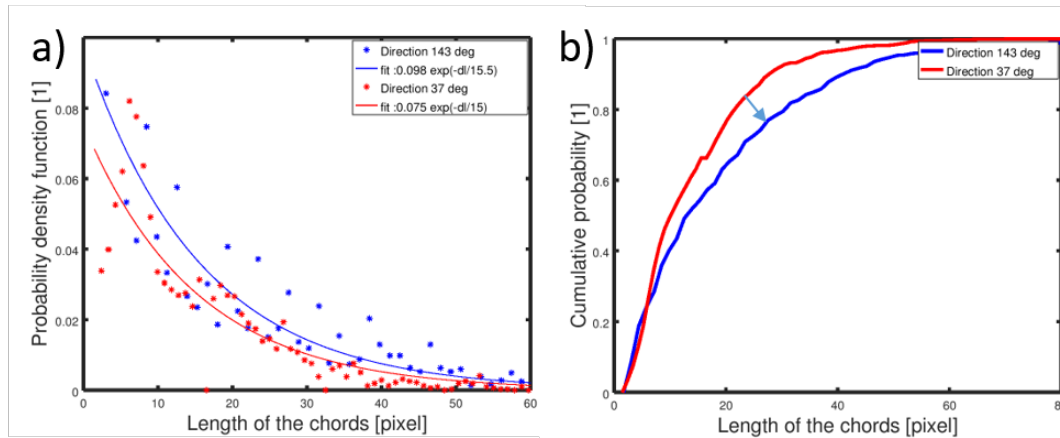 a)
Direction 143 deg
fit :0.098 exp(-dl/15.5)
Direction 37 deg
fit :0.075 exp(-dl/15)
Probability density function [1]
0.08
0.06
0.04
0.02
0
0 10 20 30 40 50 60
Length of the chords [pixel]
b)
Direction 143 deg
Direction 37 deg
Cumulative probability [1]
1
0.8
0.6
0.4
0.2
0
0 20 40 60 80
Length of the chords [pixel]